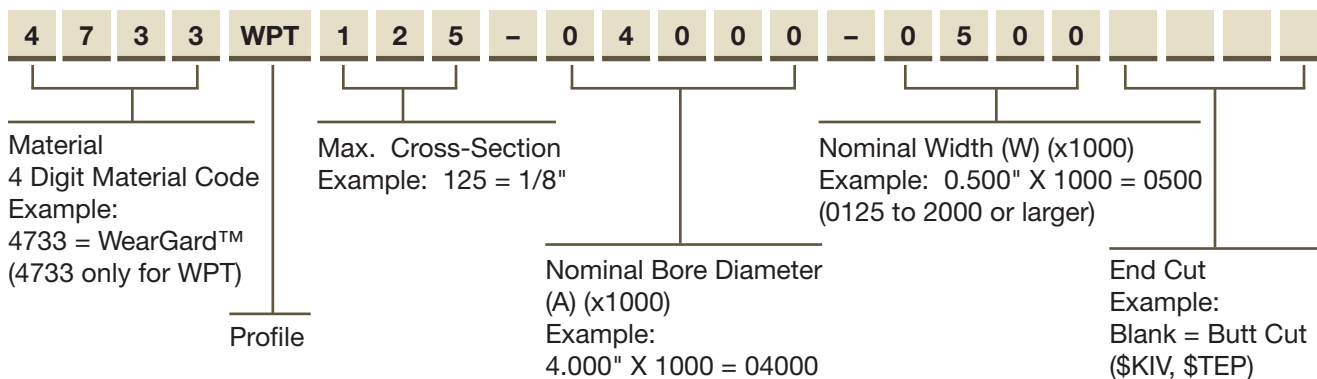 4 7 3 3 WPT 1 2 5 – 0 4 0 0 0 – 0 5 0 0
Material
4 Digit Material Code
Example:
4733 = WearGard™
(4733 only for WPT)
Profile
Max. Cross-Section
Example: 125 = 1/8"
Nominal Bore Diameter
(A) (x1000)
Example:
4.000" X 1000 = 04000
Nominal Width (W) (x1000)
Example: 0.500" X 1000 = 0500
(0125 to 2000 or larger)
End Cut
Example:
Blank = Butt Cut
($KIV, $TEP)